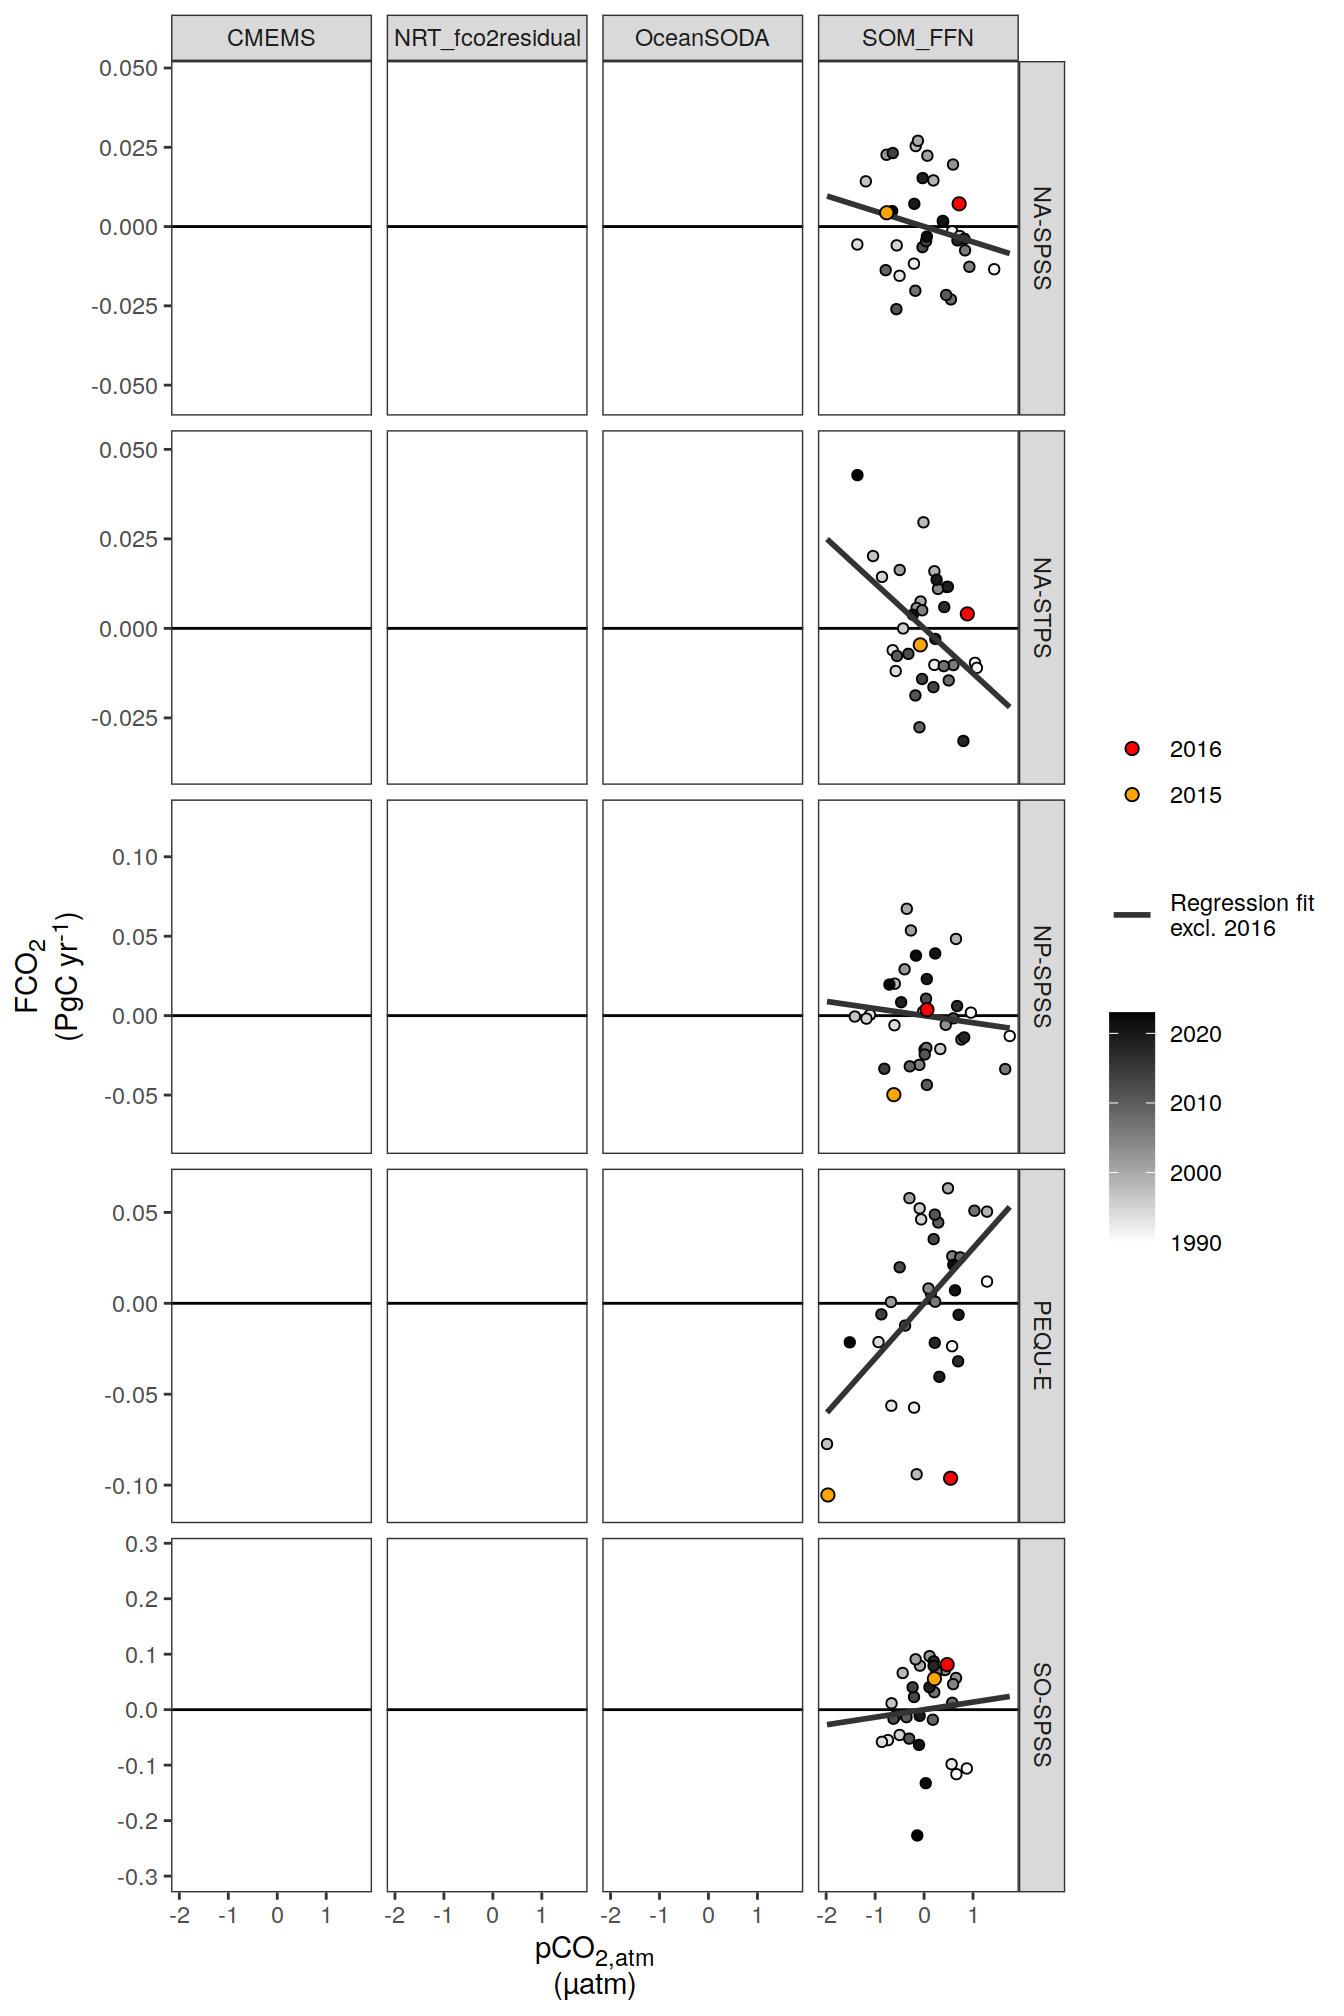 CMEMS NRT_fco2residual OceanSODA SOM_FFN
0.050
0.025
0.000
-0.025
-0.050
NA-SPSS
0.050
0.025
0.000
-0.025
NA-STPS
0.10
0.05
0.00
-0.05
NP-SPSS
0.05
0.00
-0.05
-0.10
PEQU-E
0.3
0.2
0.1
0.0
-0.1
-0.2
-0.3
SO-SPSS
-2 -1 0 1 -2 -1 0 1 -2 -1 0 1 -2 -1 0 1
pCO2,atm
(µatm)
FCO2
(PgC yr-1)
2016
2015
Regression fit
excl. 2016
2020
2010
2000
1990